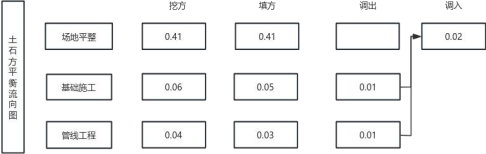 土石方平衡流向图
挖方 填方 调出 调入
场地平整 0.41 0.41 0.02
基础施工 0.06 0.05 0.01
管线工程 0.04 0.03 0.01